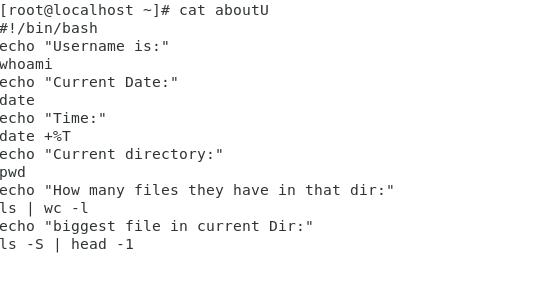 [root@localhost ~]# cat aboutU
#!/bin/bash
echo "Username is:"
whoami
echo "Current Date:"
date
echo "Time:"
date +%T
echo "Current directory:"
pwd
echo "How many files they have in that dir:"
ls | wc -l
echo "biggest file in current Dir:"
ls -S | head -1